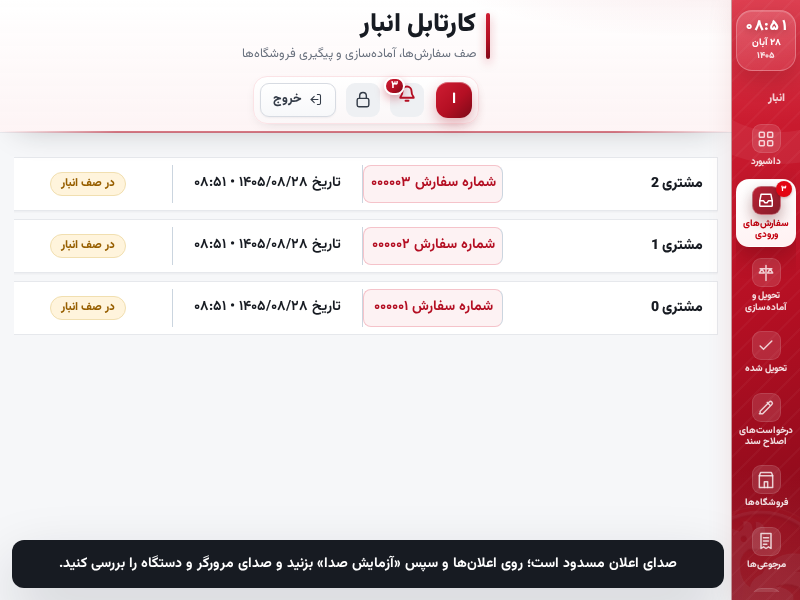 ۰۸:۵۱
۲۸ آبان
۱۴۰۵
انبار
داشبورد
۳
سفارش‌های
ورودی
تحویل و
آماده‌سازی
تحویل شده
درخواست‌های
اصلاح سند
فروشگاه‌ها
مرجوعی‌ها
کارتابل انبار
صف سفارش‌ها، آماده‌سازی و پیگیری فروشگاه‌ها
ا
۳
خروج
مشتری 2
شماره سفارش ۰۰۰۰۰۳
تاریخ ۱۴۰۵/۰۸/۲۸ • ۰۸:۵۱
در صف انبار
مشتری 1
شماره سفارش ۰۰۰۰۰۲
تاریخ ۱۴۰۵/۰۸/۲۸ • ۰۸:۵۱
در صف انبار
مشتری 0
شماره سفارش ۰۰۰۰۰۱
تاریخ ۱۴۰۵/۰۸/۲۸ • ۰۸:۵۱
در صف انبار
صدای اعلان مسدود است؛ روی اعلان‌ها و سپس «آزمایش صدا» بزنید و صدای مرورگر و دستگاه را بررسی کنید.